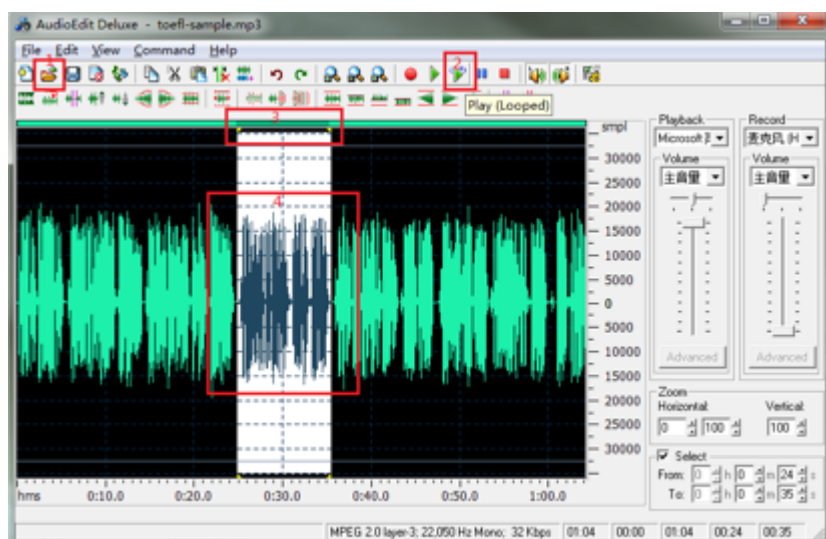 AudioEdit Deluxe - toefl-sample.mp3
File Edit View Command Help
1
2
Play (Looped)
3
4
smpl
30000
25000
20000
15000
10000
5000
0
5000
10000
15000
20000
25000
30000
hms 0:10.0 0:20.0 0:30.0 0:40.0 0:50.0 1:00.0
Playback Record
Microsoft 麦克风 (H
Volume Volume
主音量 主音量
Advanced Advanced
Zoom
Horizontal: Vertical:
0 100 100
Select
From: 0 h 0 m 24 s
To: 0 h 0 m 35 s
MPEG 2.0 layer-3; 22,050 Hz Mono; 32 Kbps 01:04 00:00 01:04 00:24 00:35